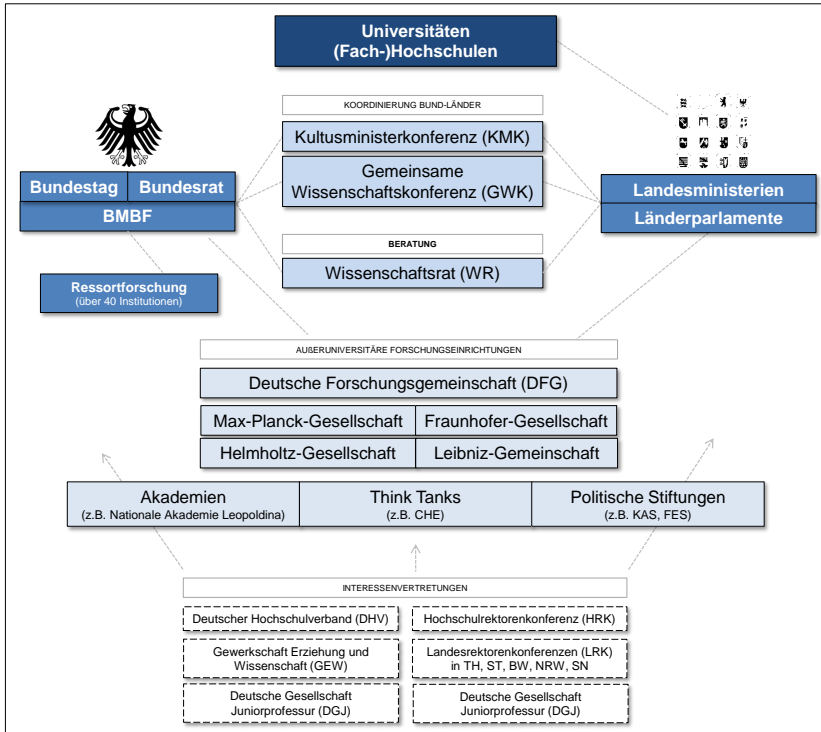 Universitäten
(Fach-)Hochschulen
KOORDINIERUNG BUND-LÄNDER
Kultusministerkonferenz (KMK)
Gemeinsame
Wissenschaftskonferenz (GWK)
Bundestag
Bundesrat
BMBF
Landesministerien
Länderparlamente
BERATUNG
Wissenschaftsrat (WR)
Ressortforschung
(über 40 Institutionen)
AUßERUNIVERSITÄRE FORSCHUNGSEINRICHTUNGEN
Deutsche Forschungsgemeinschaft (DFG)
Max-Planck-Gesellschaft
Fraunhofer-Gesellschaft
Helmholtz-Gesellschaft
Leibniz-Gemeinschaft
Akademien
(z.B. Nationale Akademie Leopoldina)
Think Tanks
(z.B. CHE)
Politische Stiftungen
(z.B. KAS, FES)
INTERESSENVERTRETUNGEN
Deutscher Hochschulverband (DHV)
Hochschulrektorenkonferenz (HRK)
Gewerkschaft Erziehung und
Wissenschaft (GEW)
Landesrektorenkonferenzen (LRK)
in TH, ST, BW, NRW, SN
Deutsche Gesellschaft
Juniorprofessur (DGJ)
Deutsche Gesellschaft
Juniorprofessur (DGJ)